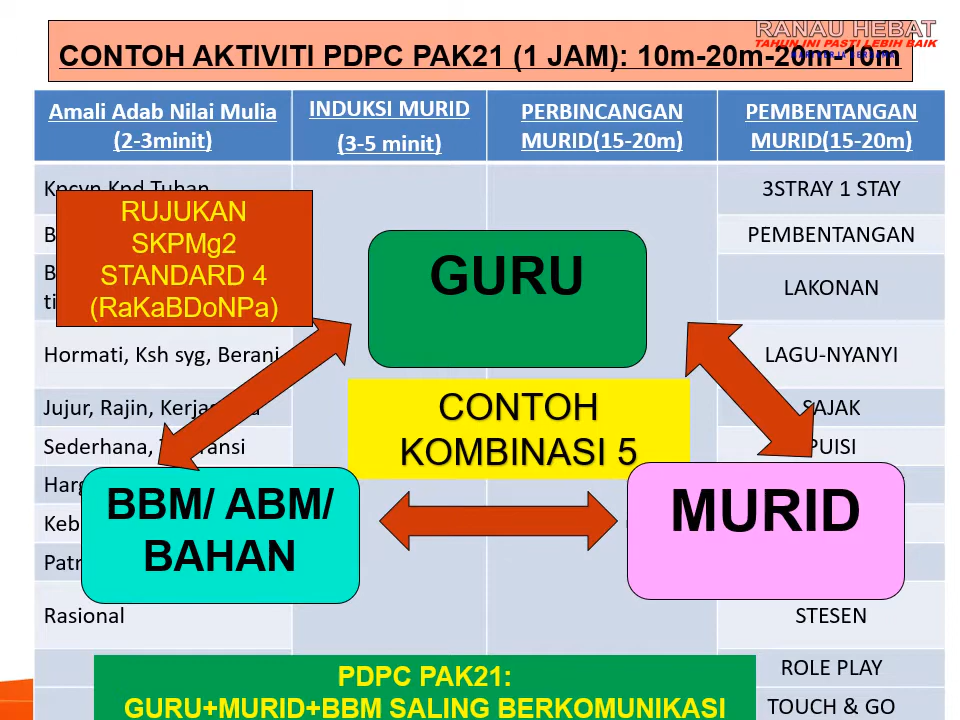 RANAU HEBAT
TAHUN INI PASTI LEBIH BAIK
CONTOH AKTIVITI PDPC PAK21 (1 JAM): 10m-20m-20m-10m
Amali Adab Nilai Mulia
(2-3minit)
INDUKSI MURID
(3-5 minit)
PERBINCANGAN
MURID(15-20m)
PEMBENTANGAN
MURID(15-20m)
Kpcyn Kpd Tuhan
3STRAY 1 STAY
RUJUKAN
SKPMg2
STANDARD 4
(RaKaBDoNPa)
PEMBENTANGAN
GURU
LAKONAN
Hormati, Ksh syg, Berani
LAGU-NYANYI
Jujur, Rajin,
SAJAK
CONTOH
KOMBINASI 5
Sederhana,
PUISI
BBM/ ABM/
BAHAN
MURID
Rasional
STESEN
ROLE PLAY
TOUCH & GO
PDPC PAK21:
GURU+MURID+BBM SALING BERKOMUNIKASI